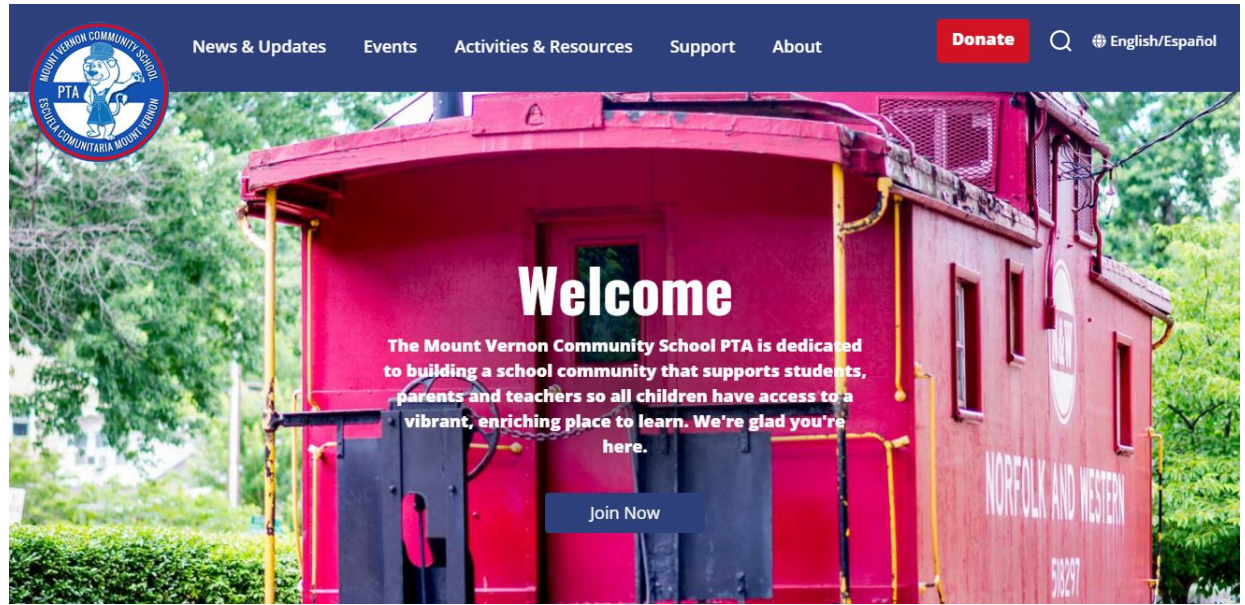 MOUNT VERNON COMMUNITY SCHOOL
PTA
ESCUELA COMUNITARIA MOUNT VERNON
News & Updates
Events
Activities & Resources
Support
About
Donate
English/Español
Welcome
The Mount Vernon Community School PTA is dedicated
to building a school community that supports students,
parents and teachers so all children have access to a
vibrant, enriching place to learn. We're glad you're
here.
Join Now
N&W
NORFOLK AND WESTERN
518297